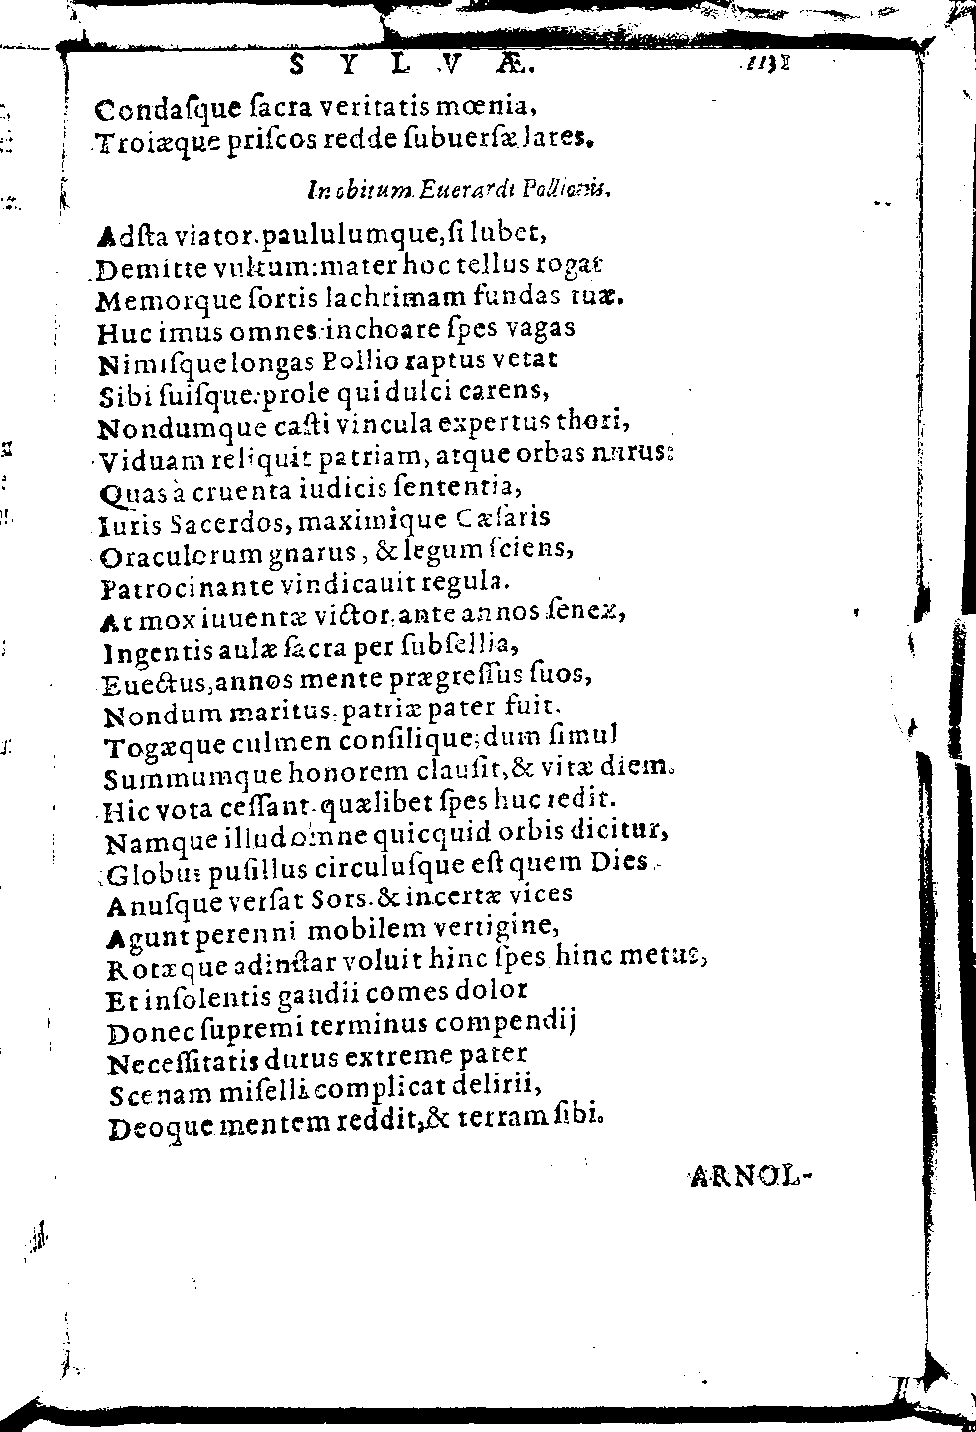 S Y L V Æ.
Condaſque ſacra veritatis mœnia,
Troiæque priſcos redde ſubuerſæ lares.
In obitum Euerardi Pollionis.
Adſta viator paululumque, ſi lubet,
Demitte vultum: mater hoc tellus rogat
Memorque ſortis lachrimam fundas tuæ.
Huc imus omnes: inchoare ſpes vagas
Nimiſque longas Pollio raptus vetat
Sibi ſuiſque: prole qui dulci carens,
Nondumque caſti vincula expertus thori,
Viduam reliquit patriam, atque orbas nurus:
Quas à cruenta iudicis ſententia,
Iuris Sacerdos, maximique Cæſaris
Oraculorum gnarus, & legum ſciens,
Patrocinante vindicauit regula.
At mox iuuentæ victor, ante annos ſenex,
Ingentis aulæ ſacra per ſubſellia,
Euectus, annos mente prægreſſus ſuos,
Nondum maritus, patriæ pater fuit.
Togæque culmen conſilique; dum ſimul
Summumque honorem clauſit, & vitæ diem.
Hic vota ceſſant. quælibet ſpes huc redit.
Namque illud omne quicquid orbis dicitur,
Globus puſillus circuluſque eſt quem Dies
Anuſque verſat Sors. & incertæ vices
Agunt perenni mobilem vertigine,
Rotæque ad inſtar voluit hinc ſpes hinc metus,
Et inſolentis gaudii comes dolor
Donec ſupremi terminus compendij
Neceſſitatis durus extreme pater
Scenam miſelli complicat delirii,
Deoque mentem reddit, & terram ſibi.
ARNOL-